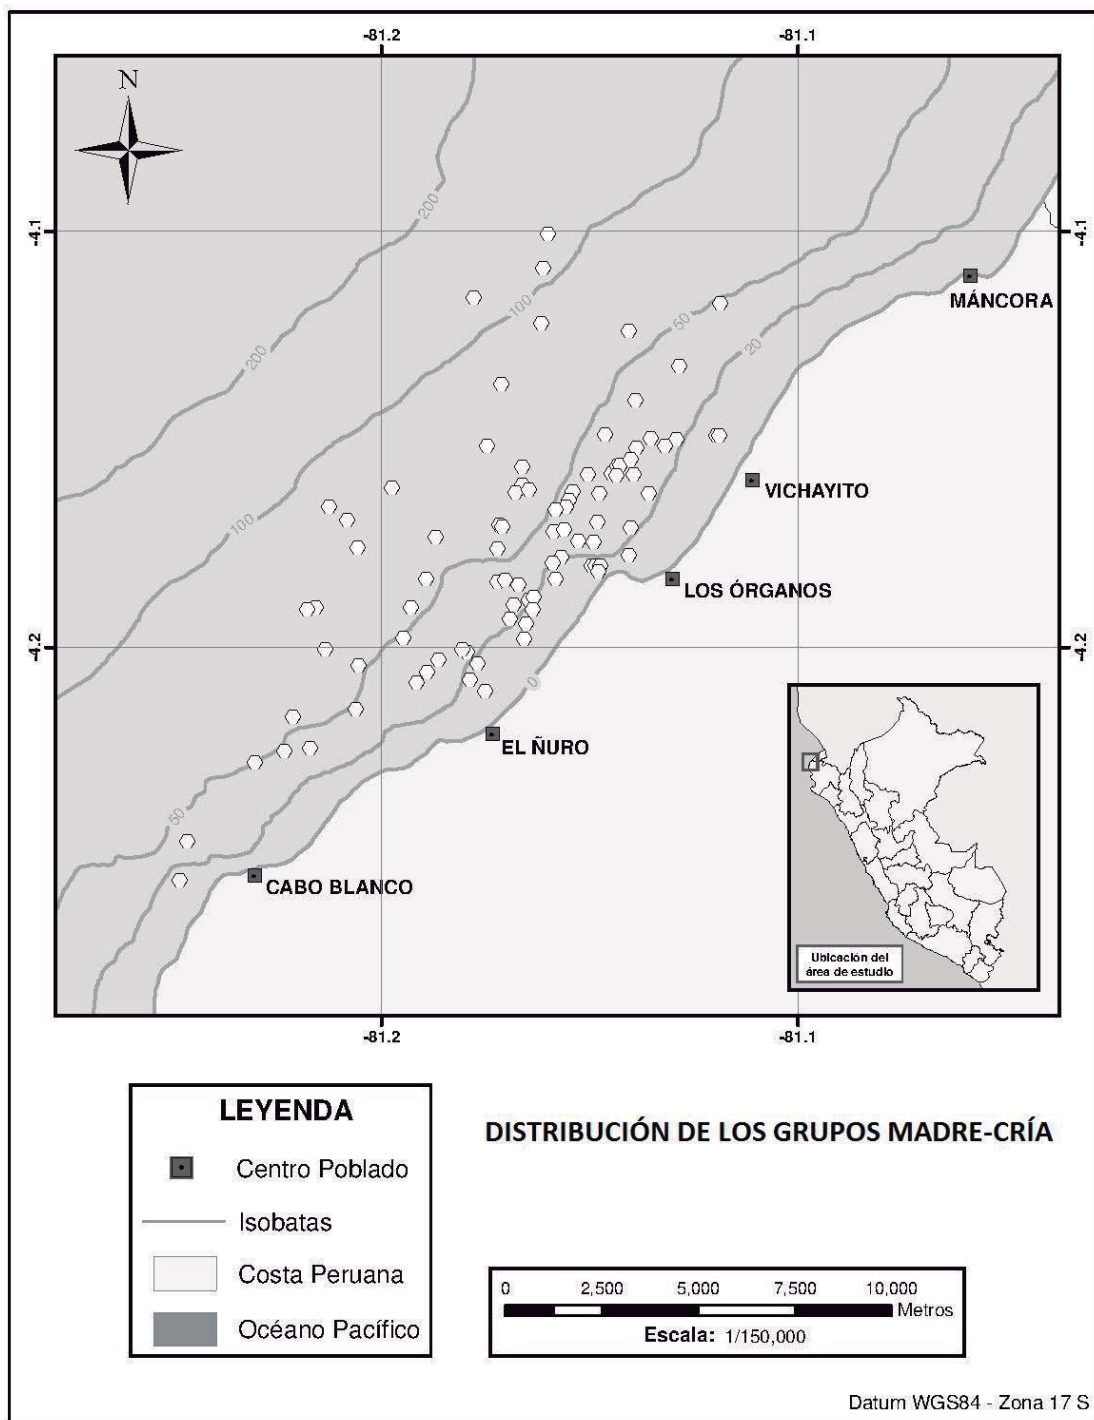 -81.2
-81.1
N
200
-4.1
-4.1
MÁNCORA
100
50
20
200
VICHAYITO
100
LOS ÓRGANOS
-4.2
-4.2
0
EL ÑURO
50
CABO BLANCO
Ubicación del
área de estudio
-81.2
-81.1
LEYENDA
Centro Poblado
Isobatas
Costa Peruana
Océano Pacífico
DISTRIBUCIÓN DE LOS GRUPOS MADRE-CRÍA
0 2,500 5,000 7,500 10,000
Metros
Escala: 1/150,000
Datum WGS84 - Zona 17 S